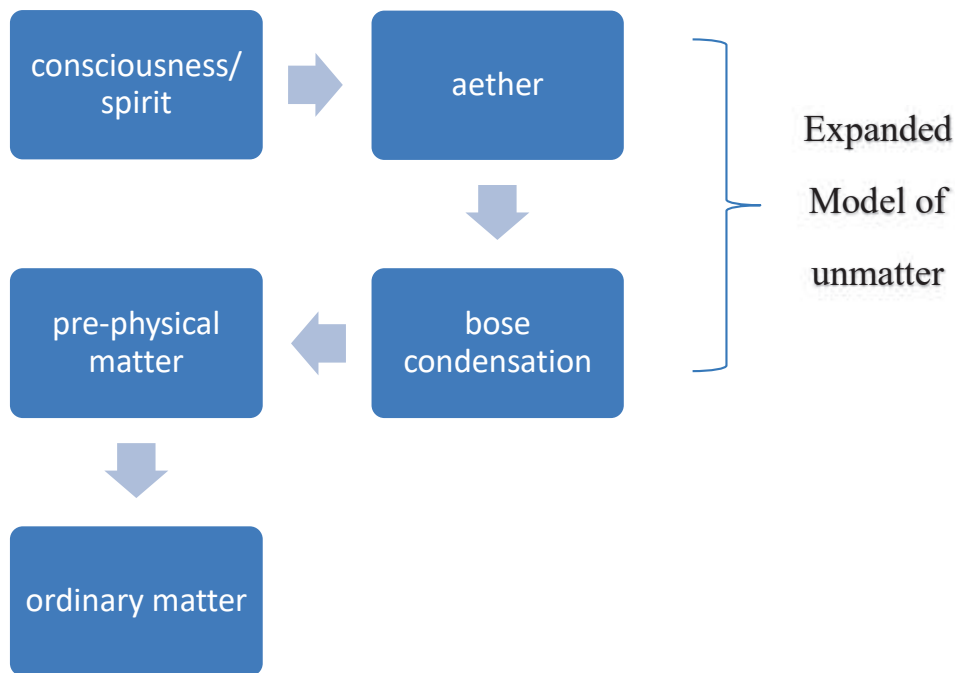 consciousness/
spirit
aether
Expanded
Model of
unmatter
pre-physical
matter
bose
condensation
ordinary matter